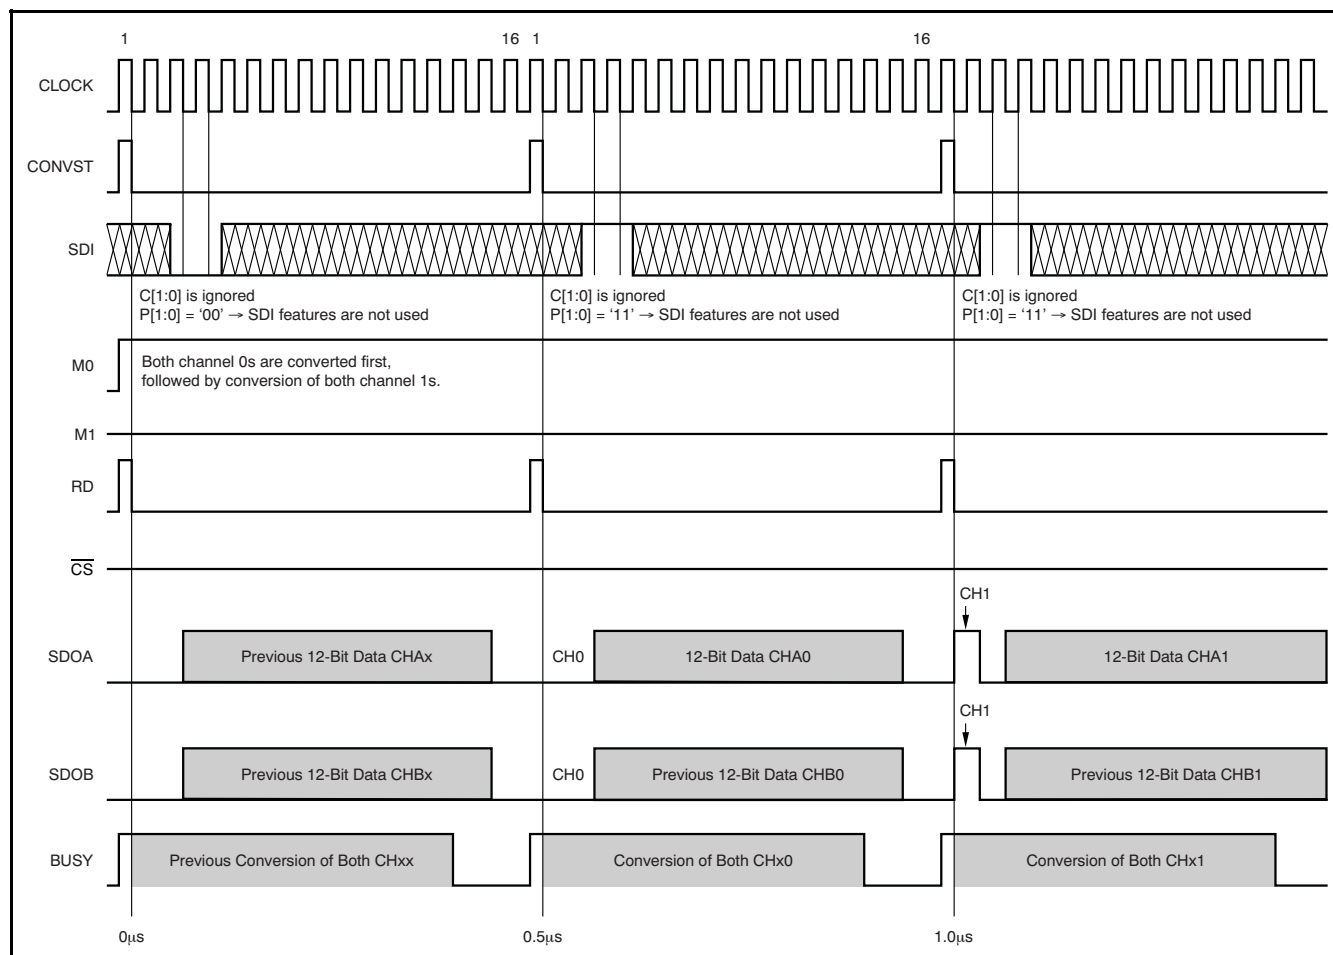 1 16 1 16
CLOCK
CONVST
SDI
C[1:0] is ignored
P[1:0] = ‘00’ → SDI features are not used
C[1:0] is ignored
P[1:0] = ‘11’ → SDI features are not used
C[1:0] is ignored
P[1:0] = ‘11’ → SDI features are not used
M0
Both channel 0s are converted first,
followed by conversion of both channel 1s.
M1
RD
CS
CH1
SDOA
Previous 12-Bit Data CHAx
CH0
12-Bit Data CHA0
12-Bit Data CHA1
CH1
SDOB
Previous 12-Bit Data CHBx
CH0
Previous 12-Bit Data CHB0
Previous 12-Bit Data CHB1
BUSY
Previous Conversion of Both CHxx
Conversion of Both CHx0
Conversion of Both CHx1
0µs
0.5µs
1.0µs